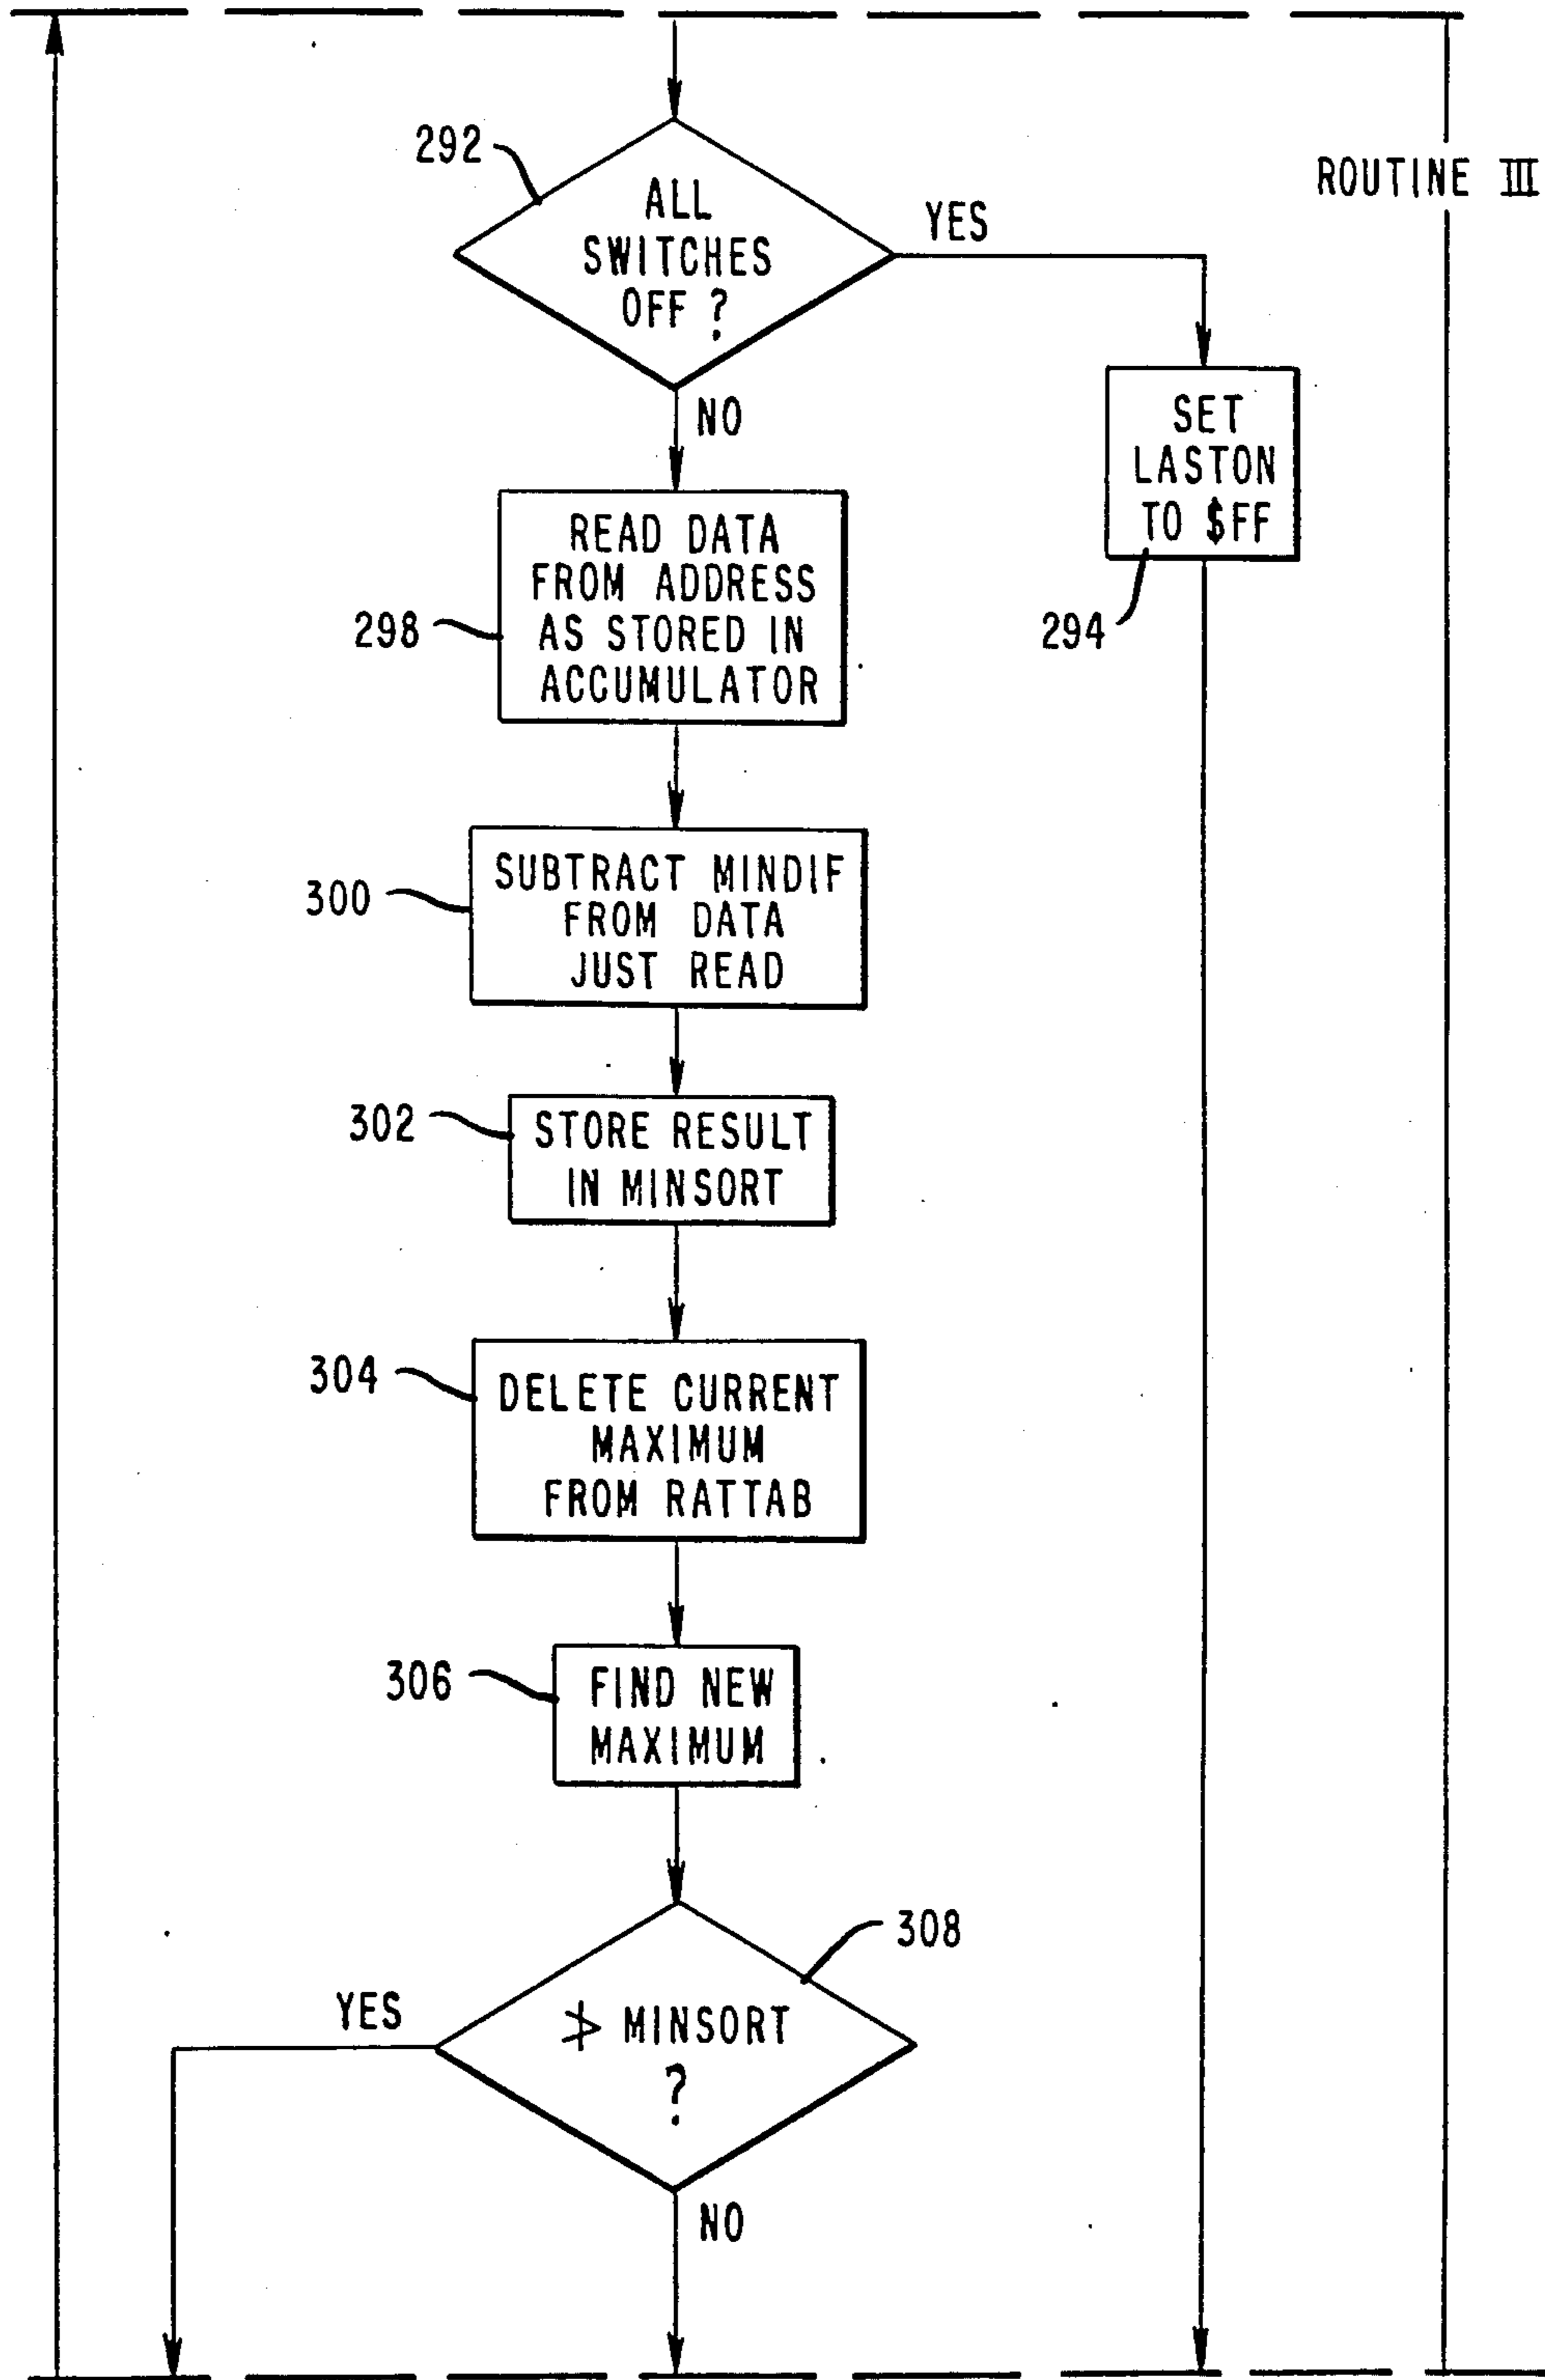 292
ALL
SWITCHES
OFF ?
YES
ROUTINE III
NO
SET
LASTON
TO $FF
294
298
READ DATA
FROM ADDRESS
AS STORED IN
ACCUMULATOR
300
SUBTRACT MINDIF
FROM DATA
JUST READ
302
STORE RESULT
IN MINSORT
304
DELETE CURRENT
MAXIMUM
FROM RATTAB
306
FIND NEW
MAXIMUM
308
YES
≯ MINSORT
?
NO